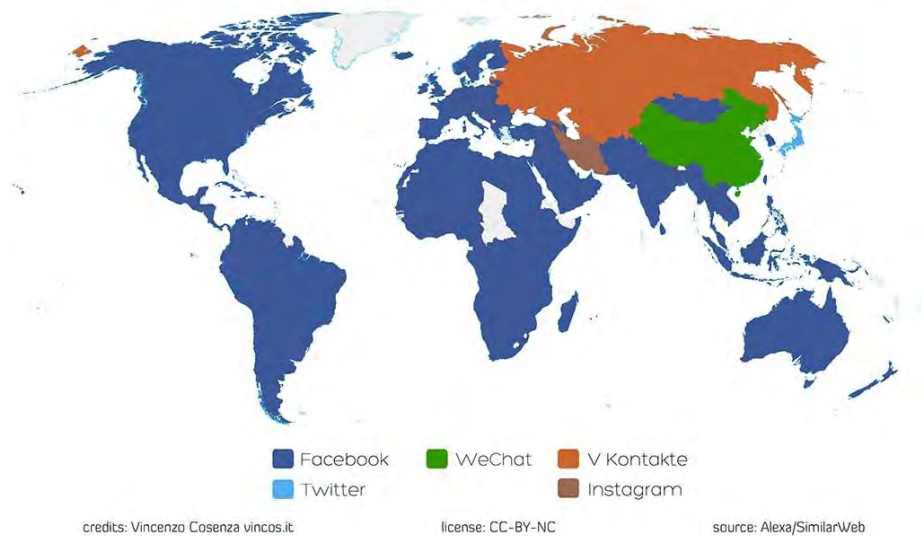 Facebook WeChat V Kontakte
Twitter Instagram
credits: Vincenzo Cosenza vincos.it license: CC-BY-NC source: Alexa/SimilarWeb